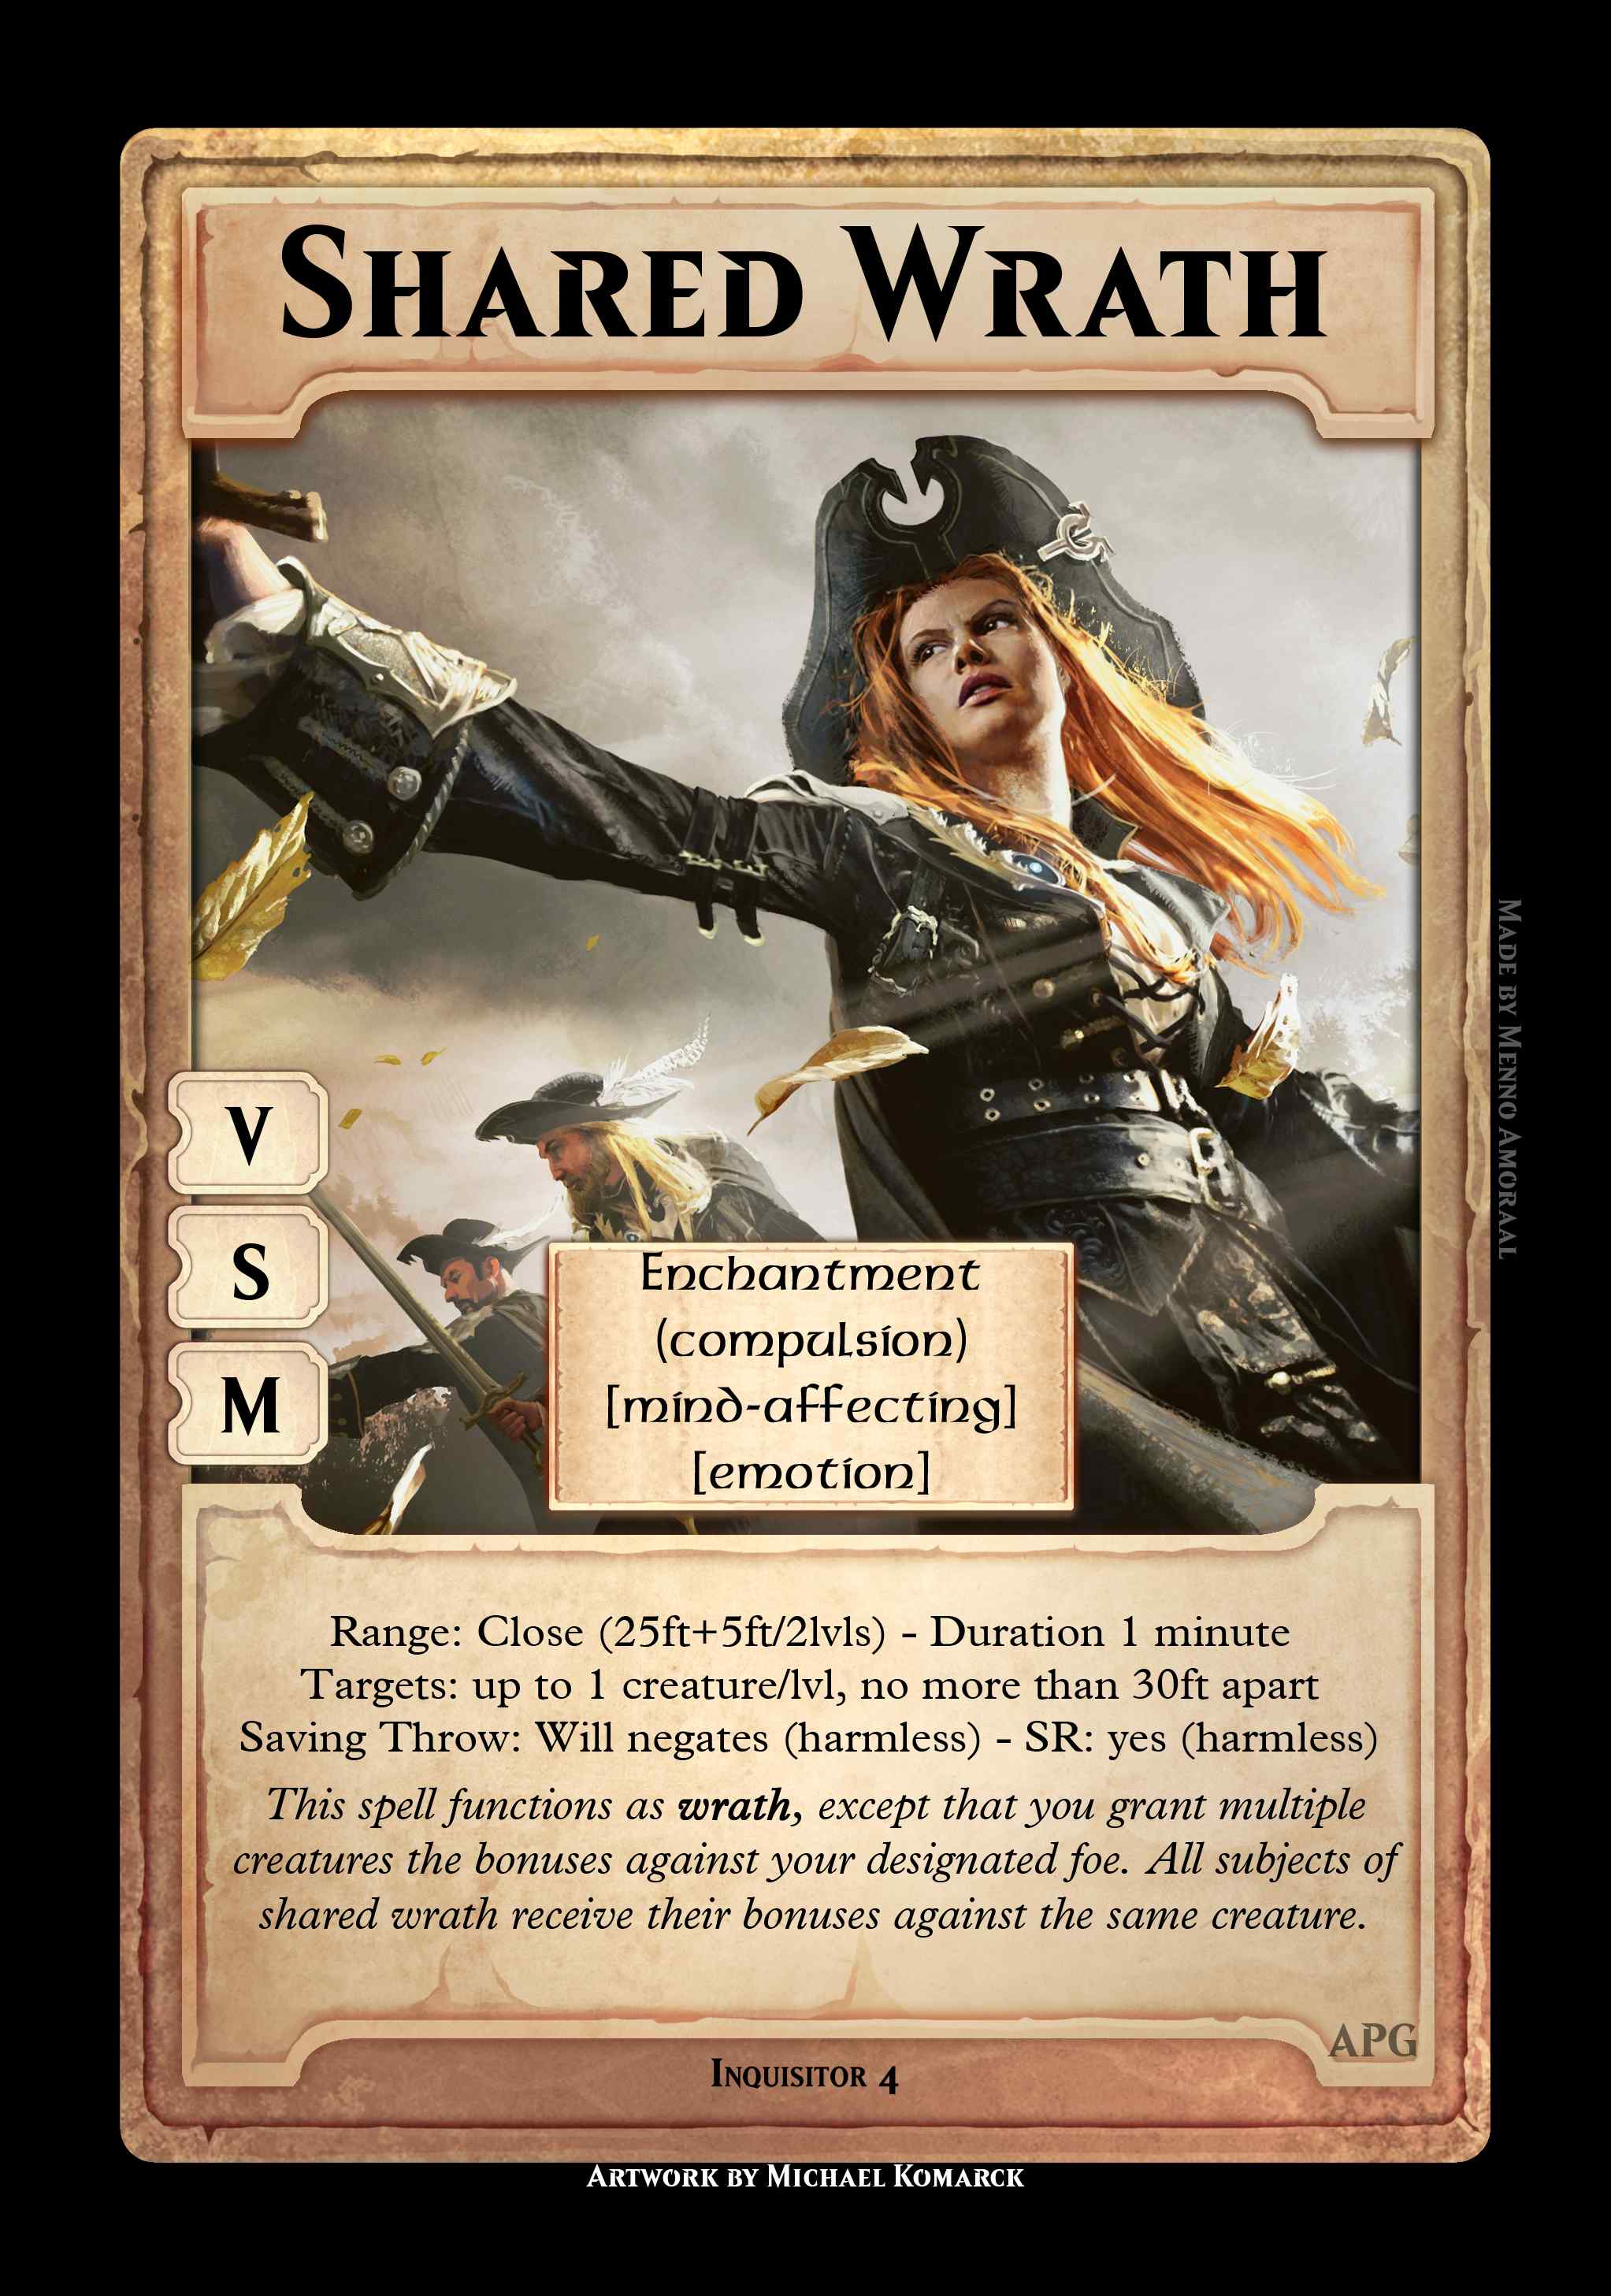 Shared Wrath
V
S
M
Enchantment
(compulsion)
[mind-affecting]
[emotion]
Range: Close (25ft+5ft/2lvls) - Duration 1 minute
Targets: up to 1 creature/lvl, no more than 30ft apart
Saving Throw: Will negates (harmless) - SR: yes (harmless)
This spell functions as wrath, except that you grant multiple
creatures the bonuses against your designated foe. All subjects of
shared wrath receive their bonuses against the same creature.
APG
Inquisitor 4
Artwork by Michael Komarck
Made by Menno Amoraal